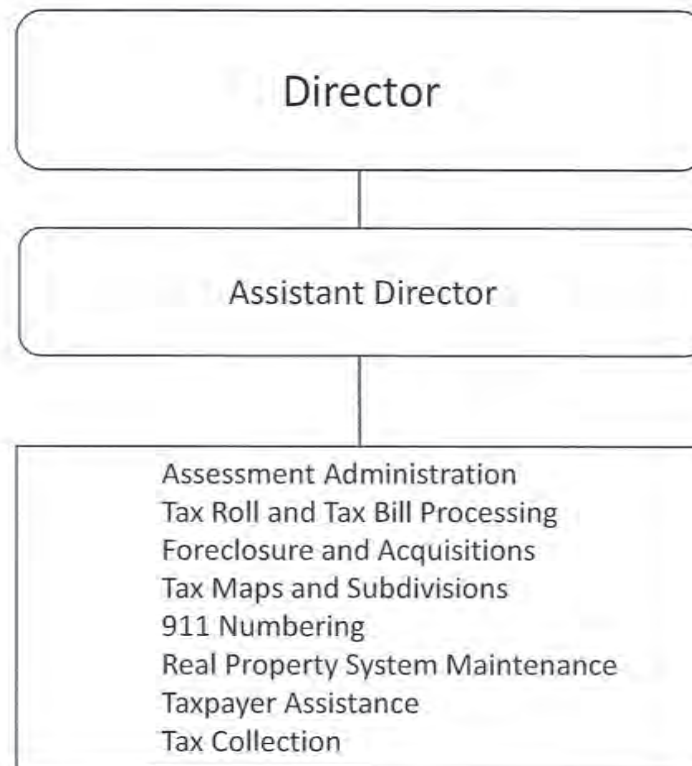 Director
Assistant Director
Assessment Administration
Tax Roll and Tax Bill Processing
Foreclosure and Acquisitions
Tax Maps and Subdivisions
911 Numbering
Real Property System Maintenance
Taxpayer Assistance
Tax Collection